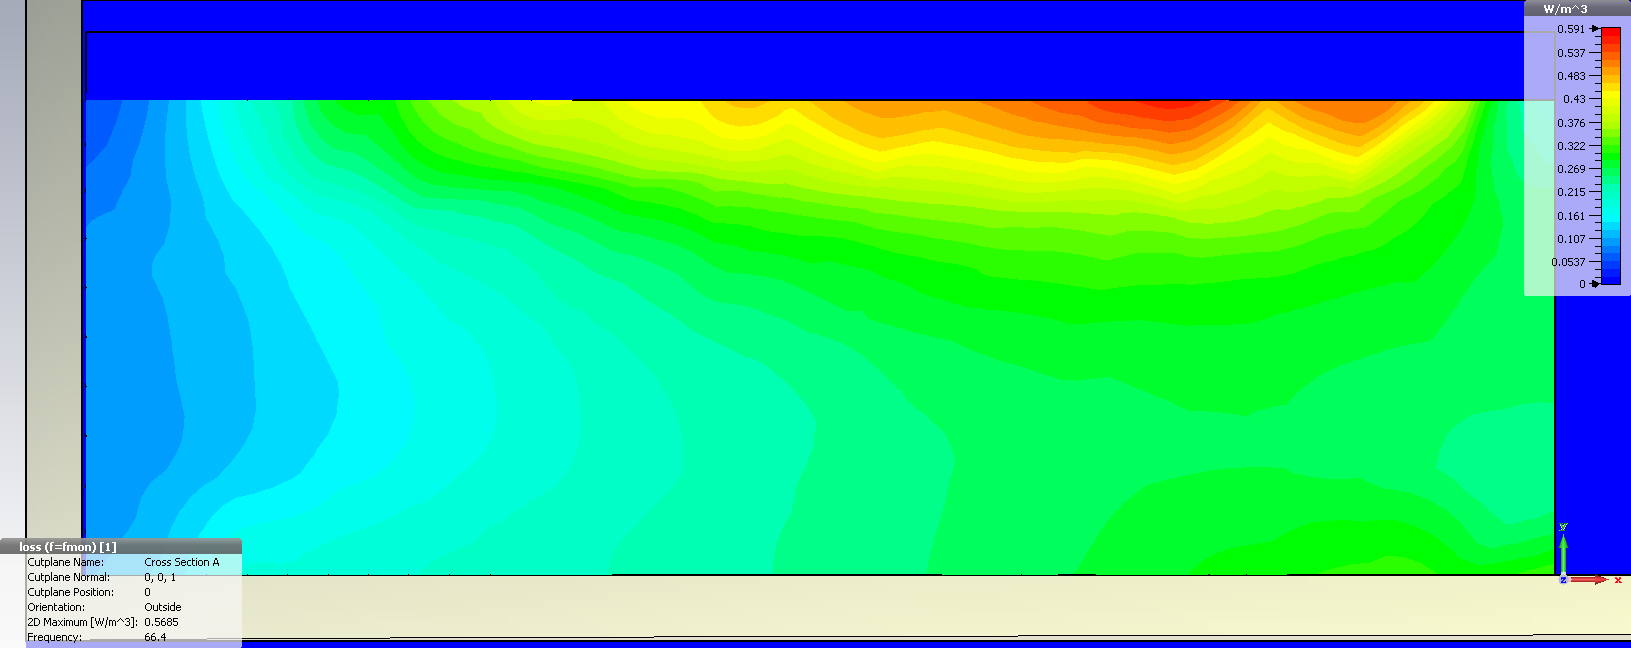 W/m^3
0.591
0.537
0.483
0.43
0.376
0.322
0.269
0.215
0.161
0.107
0.0537
0
Y
Z
X
loss (f=fmon) [1]
Cutplane Name: Cross Section A
Cutplane Normal: 0, 0, 1
Cutplane Position: 0
Orientation: Outside
2D Maximum [W/m^3]: 0.5685
Frequency: 66.4